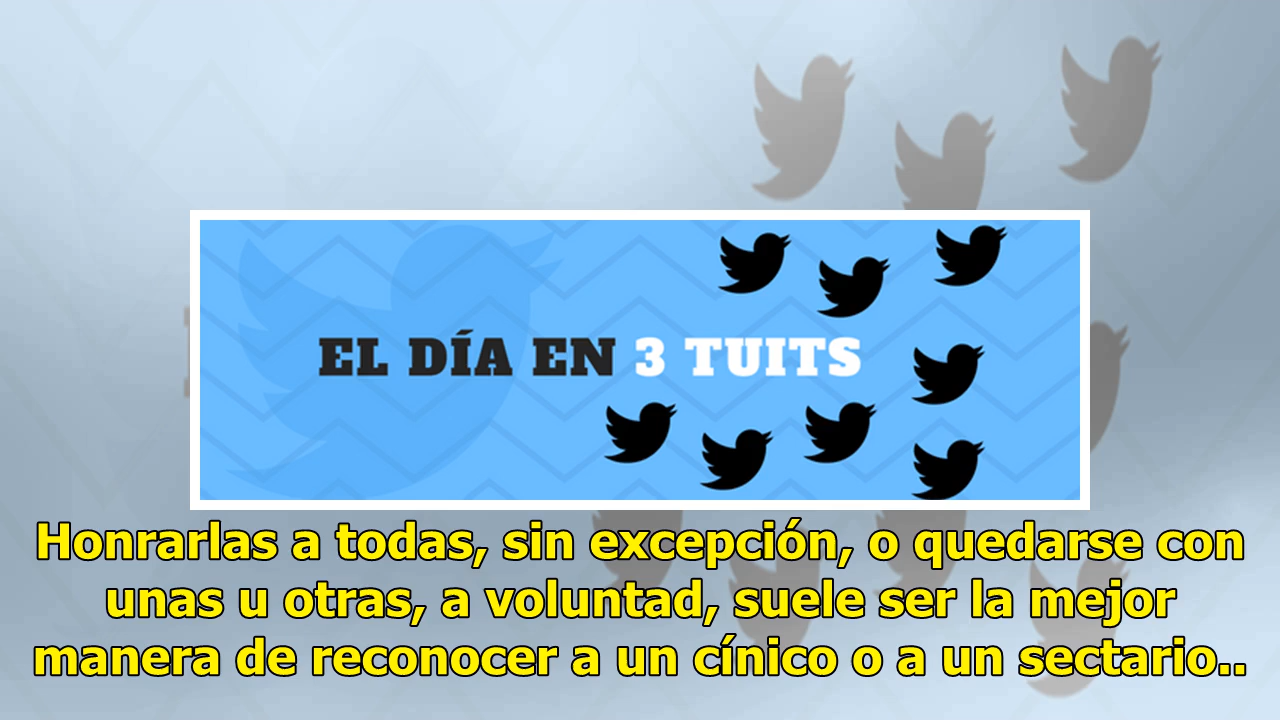 EL DÍA EN 3 TUITS
Honrarlas a todas, sin excepción, o quedarse con
unas u otras, a voluntad, suele ser la mejor
manera de reconocer a un cínico o a un sectario..